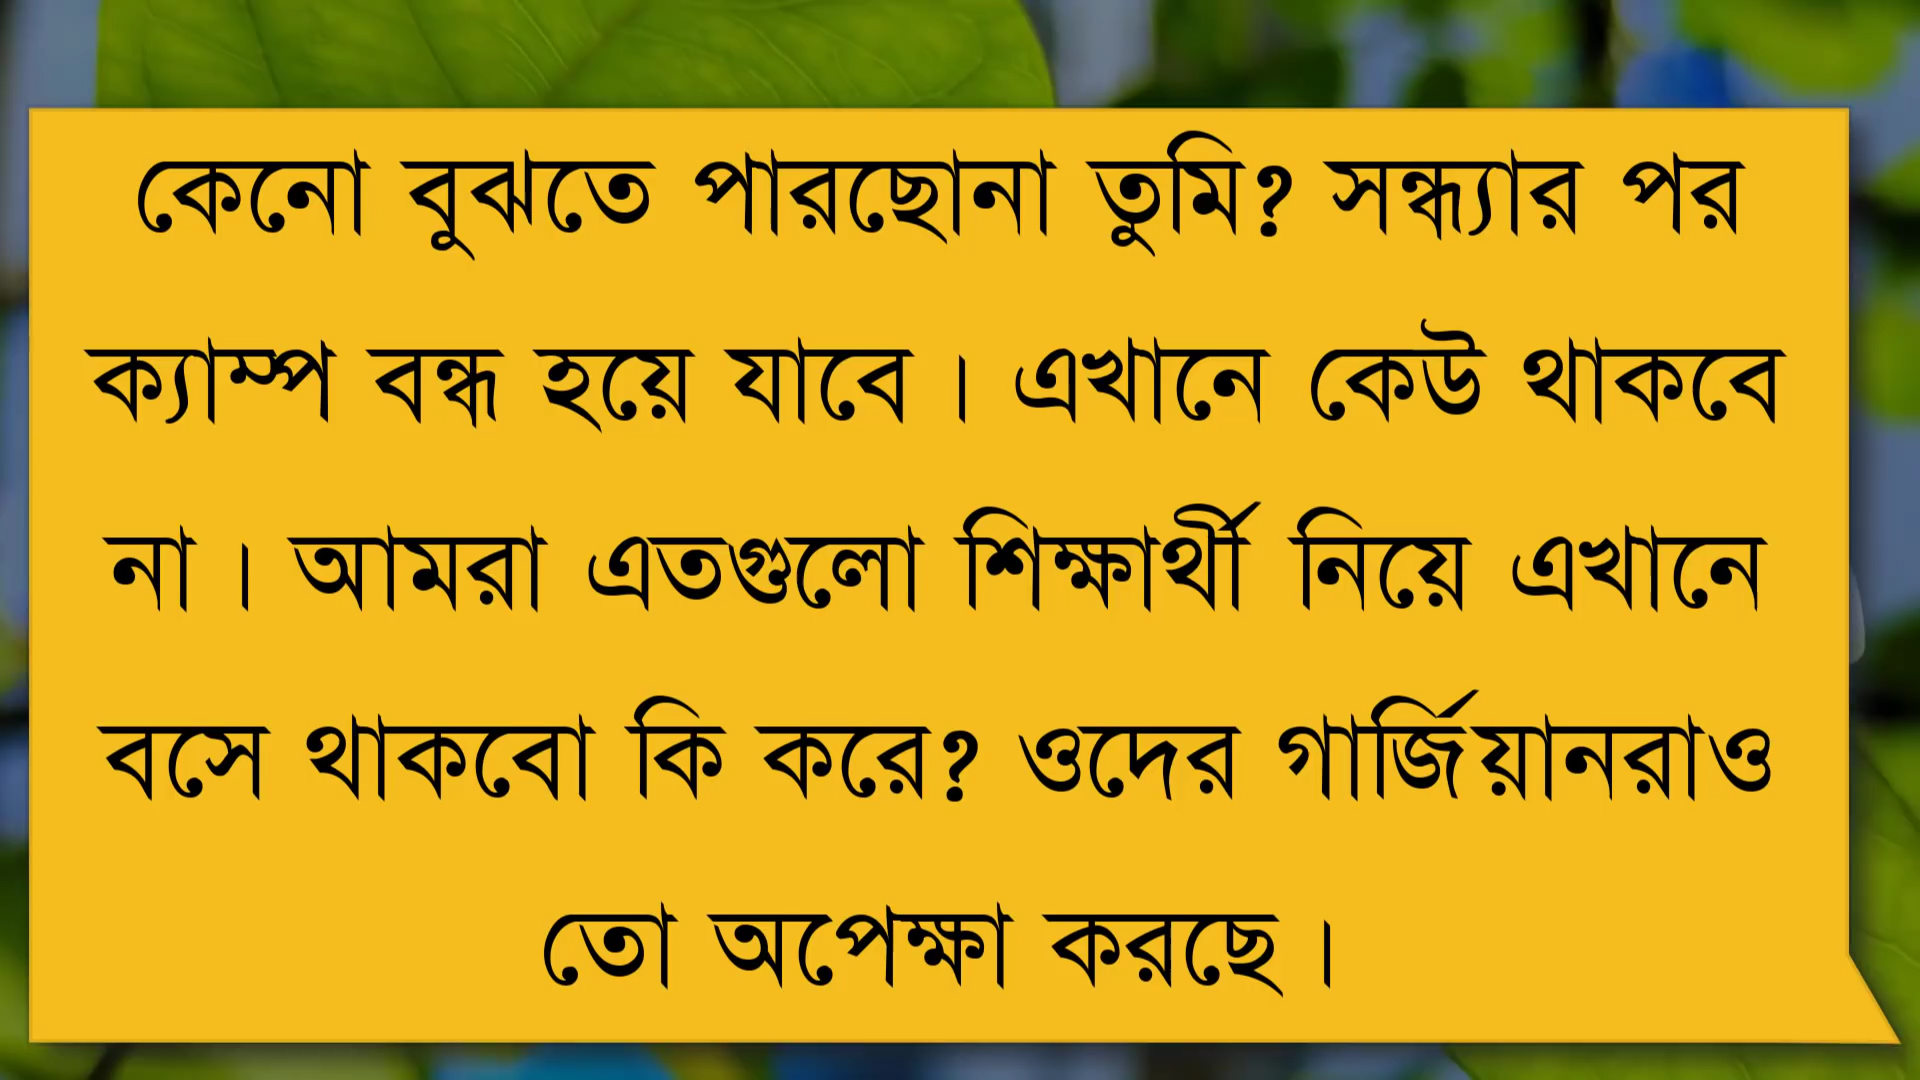 কেনো বুঝতে পারছোনা তুমি? সন্ধ্যার পর
ক্যাম্প বন্ধ হয়ে যাবে । এখানে কেউ থাকবে
না । আমরা এতগুলো শিক্ষার্থী নিয়ে এখানে
বসে থাকবো কি করে? ওদের গার্জিয়ানরাও
তো অপেক্ষা করছে ।